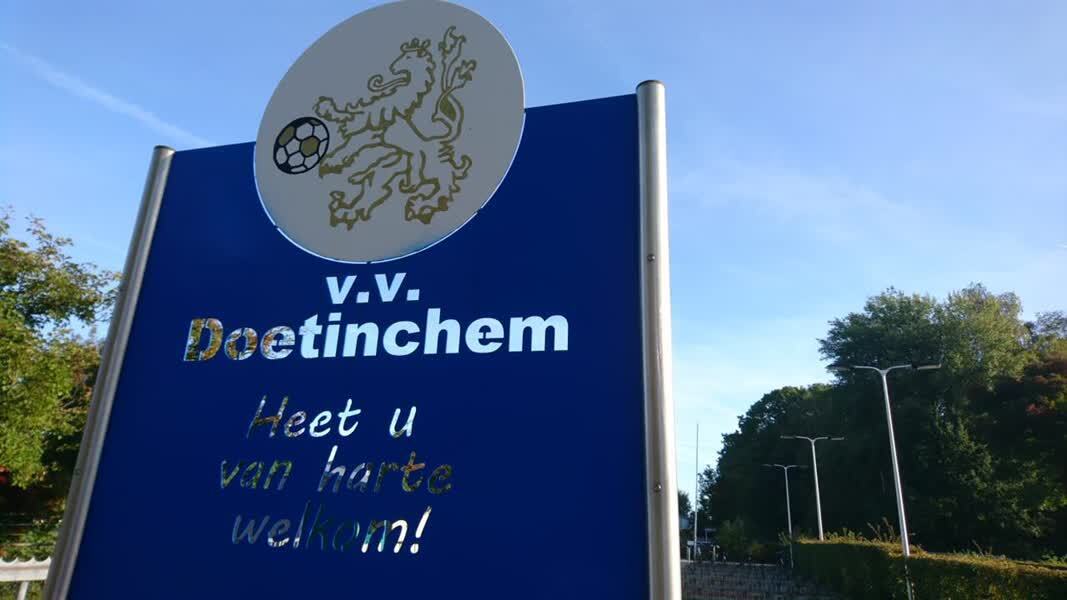 v.v.
Doetinchem
Heet u
van harte
welkom!